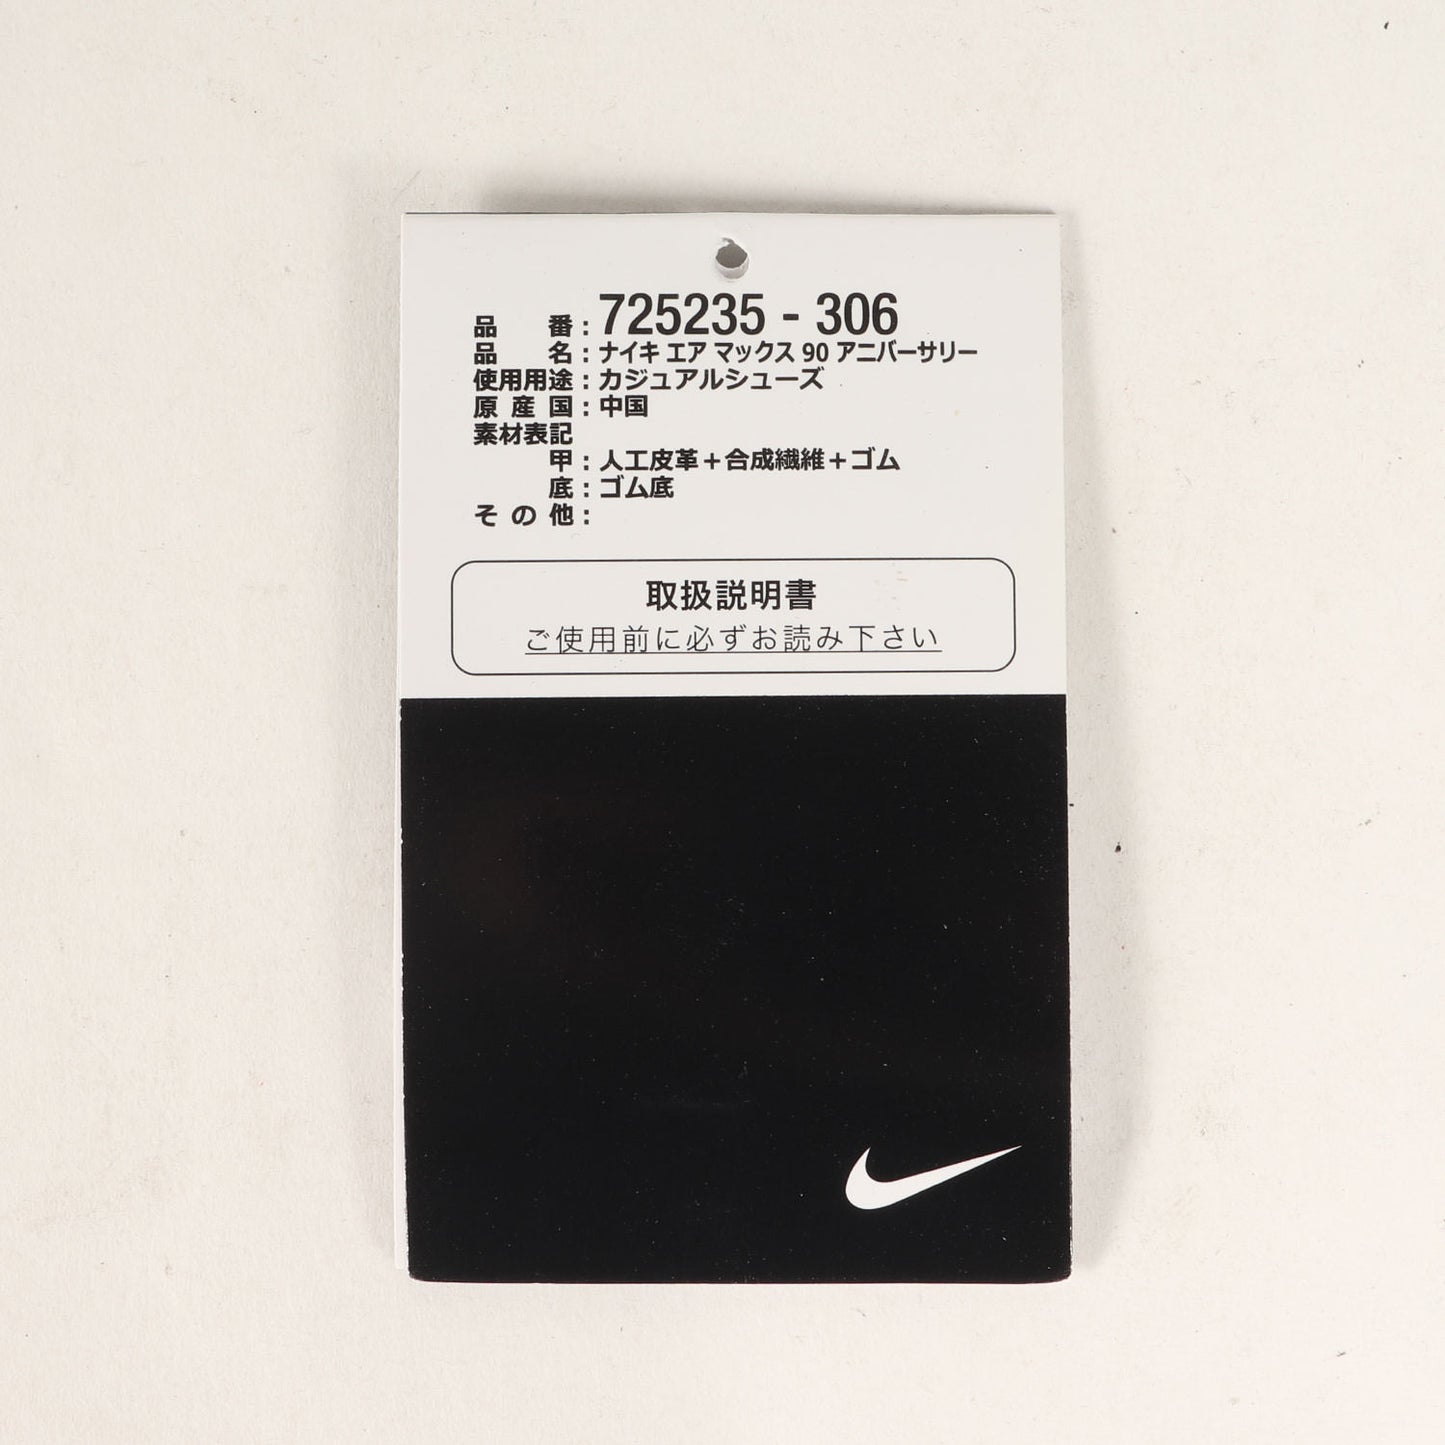 品番：725235 - 306
品名：ナイキ エア マックス 90 アニバーサリー
使用用途：カジュアルシューズ
原産国：中国
素材表記
甲：人工皮革＋合成繊維＋ゴム
底：ゴム底
その他：
取扱説明書
ご使用前に必ずお読み下さい